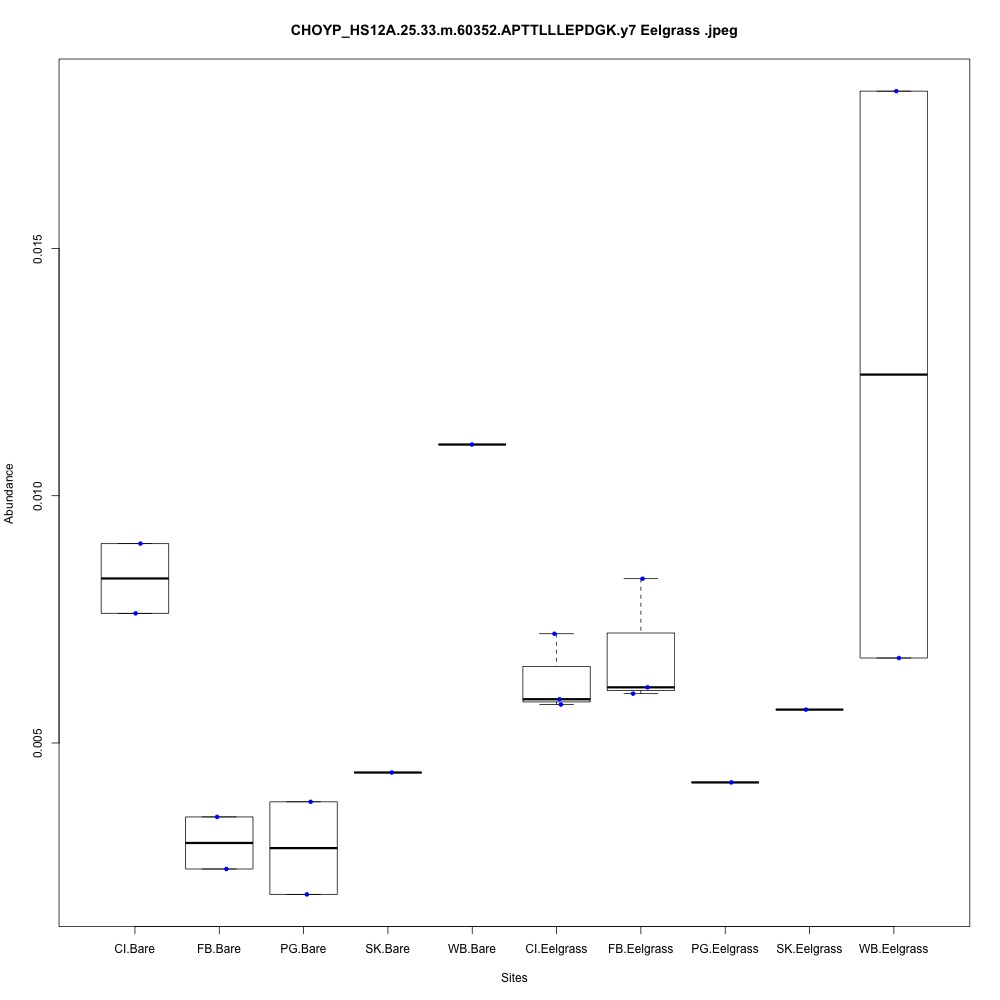 CHOYP_HS12A.25.33.m.60352.APTTLLLEPDGK.y7 Eelgrass .jpeg
Abundance
0.015
0.010
0.005
CI.Bare FB.Bare PG.Bare SK.Bare WB.Bare CI.Eelgrass FB.Eelgrass PG.Eelgrass SK.Eelgrass WB.Eelgrass
Sites